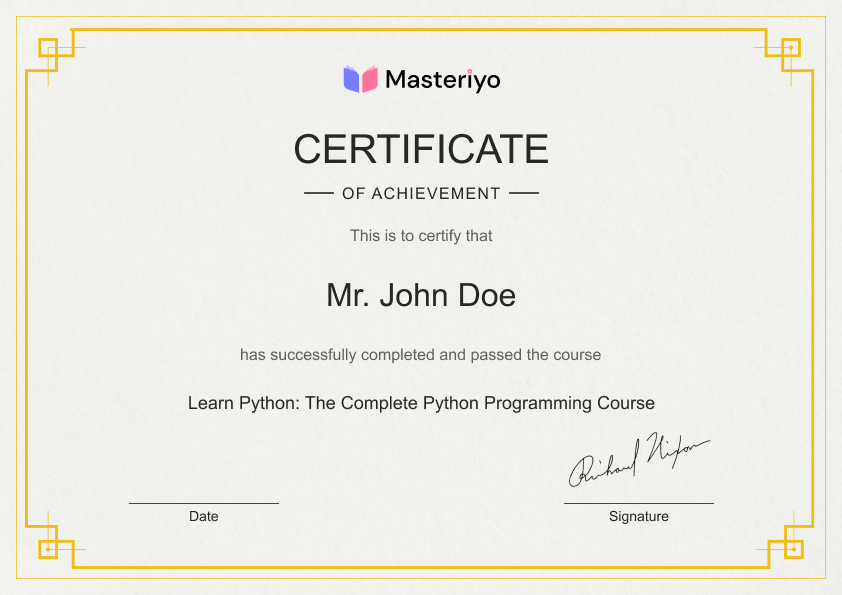 Masteriyo
CERTIFICATE
OF ACHIEVEMENT
This is to certify that
Mr. John Doe
has successfully completed and passed the course
Learn Python: The Complete Python Programming Course
Richard Nixon
Date
Signature